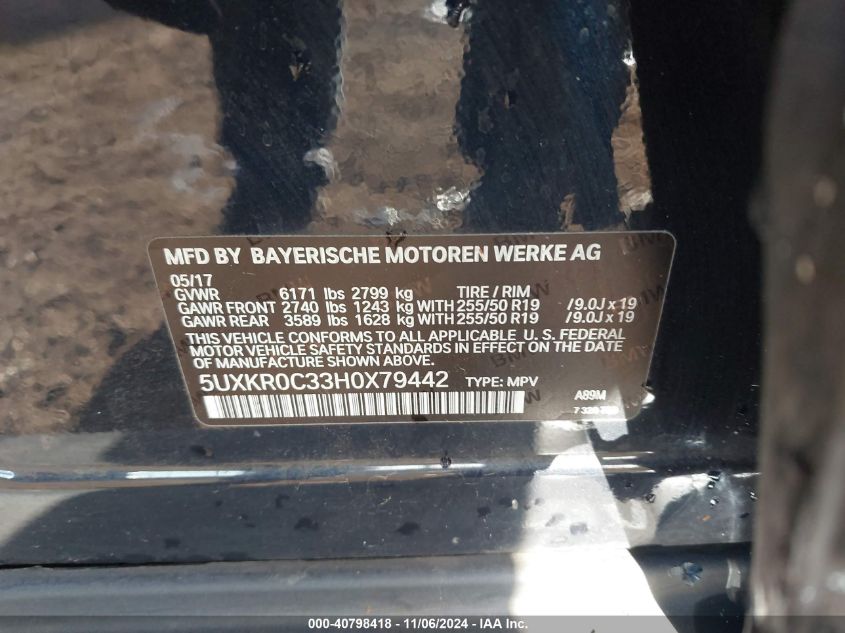 MFD BY BAYERISCHE MOTOREN WERKE AG
05/17
GVWR 6171 lbs 2799 kg TIRE / RIM
GAWR FRONT 2740 lbs 1243 kg WITH 255/50 R19 /9.0J x 19
GAWR REAR 3589 lbs 1628 kg WITH 255/50 R19 /9.0J x 19
THIS VEHICLE CONFORMS TO ALL APPLICABLE U.S. FEDERAL
MOTOR VEHICLE SAFETY STANDARDS IN EFFECT ON THE DATE
OF MANUFACTURE SHOWN ABOVE.
5UXKR0C33H0X79442 TYPE: MPV
A89M
000-40798418 - 11/06/2024 - IAA Inc.